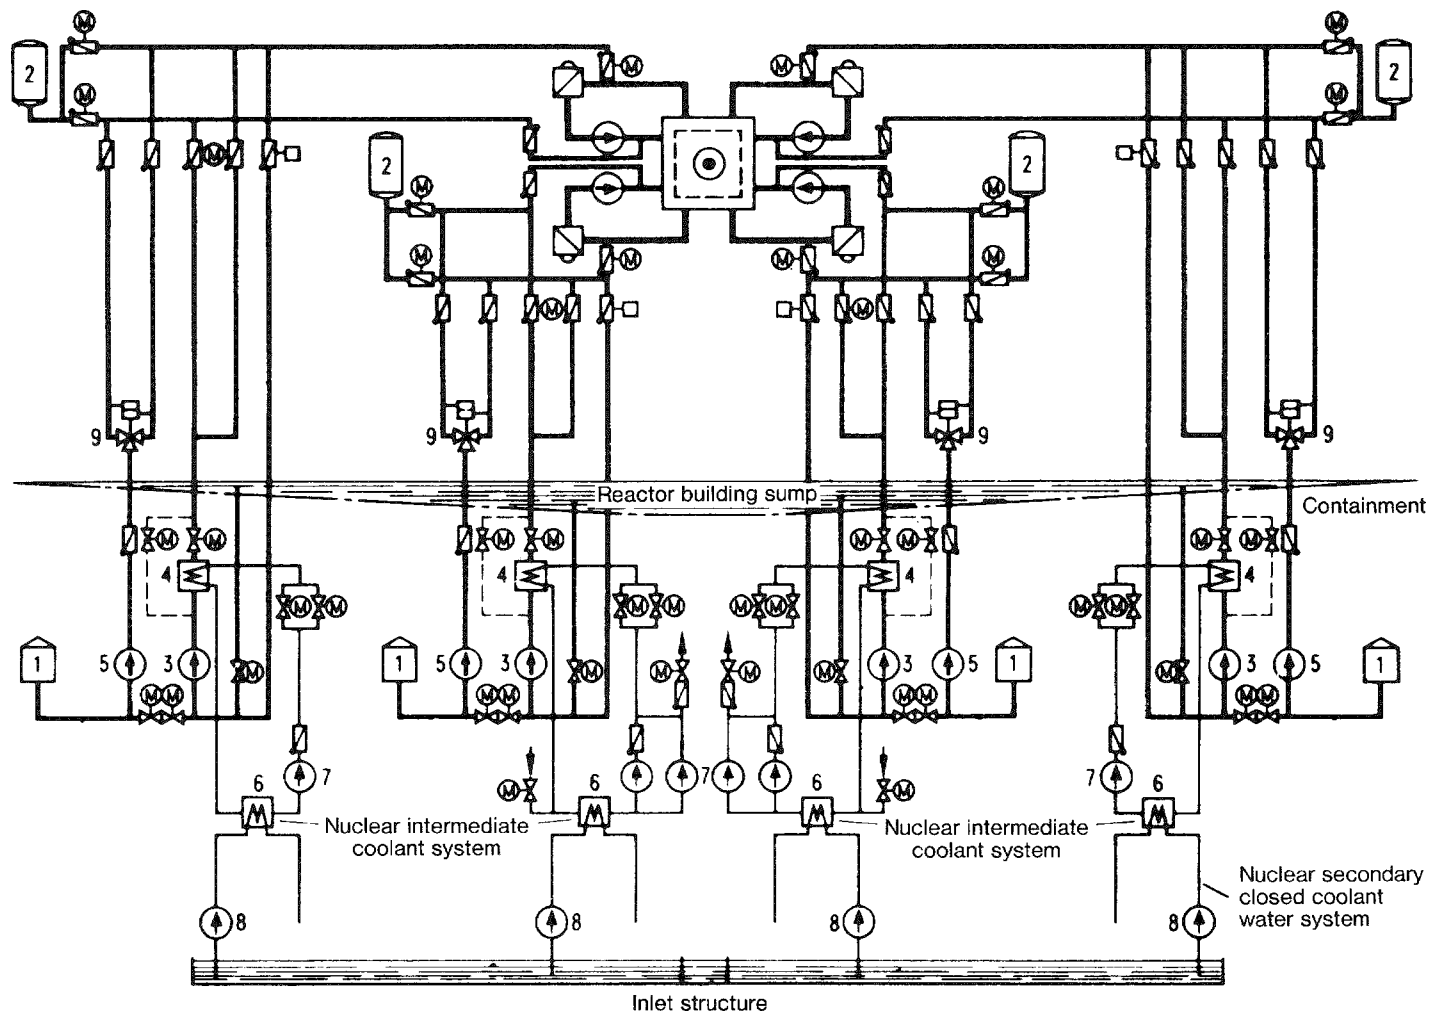 M M
2 M M 2
M M
M M
2 2
M M M
M M
M M
M M
9 9 9 9
Reactor building sump
Containment
M M M M M M M M
4 4 4 4
M M M M M M M M
1 5 3 M 1 5 3 M M M M 3 5 1 M 3 5 1
M M M M M M M M
7 7 7
M M
6 6 6 6
Nuclear intermediate
coolant system
Nuclear intermediate
coolant system
Nuclear secondary
closed coolant
water system
8 8 8 8
Inlet structure